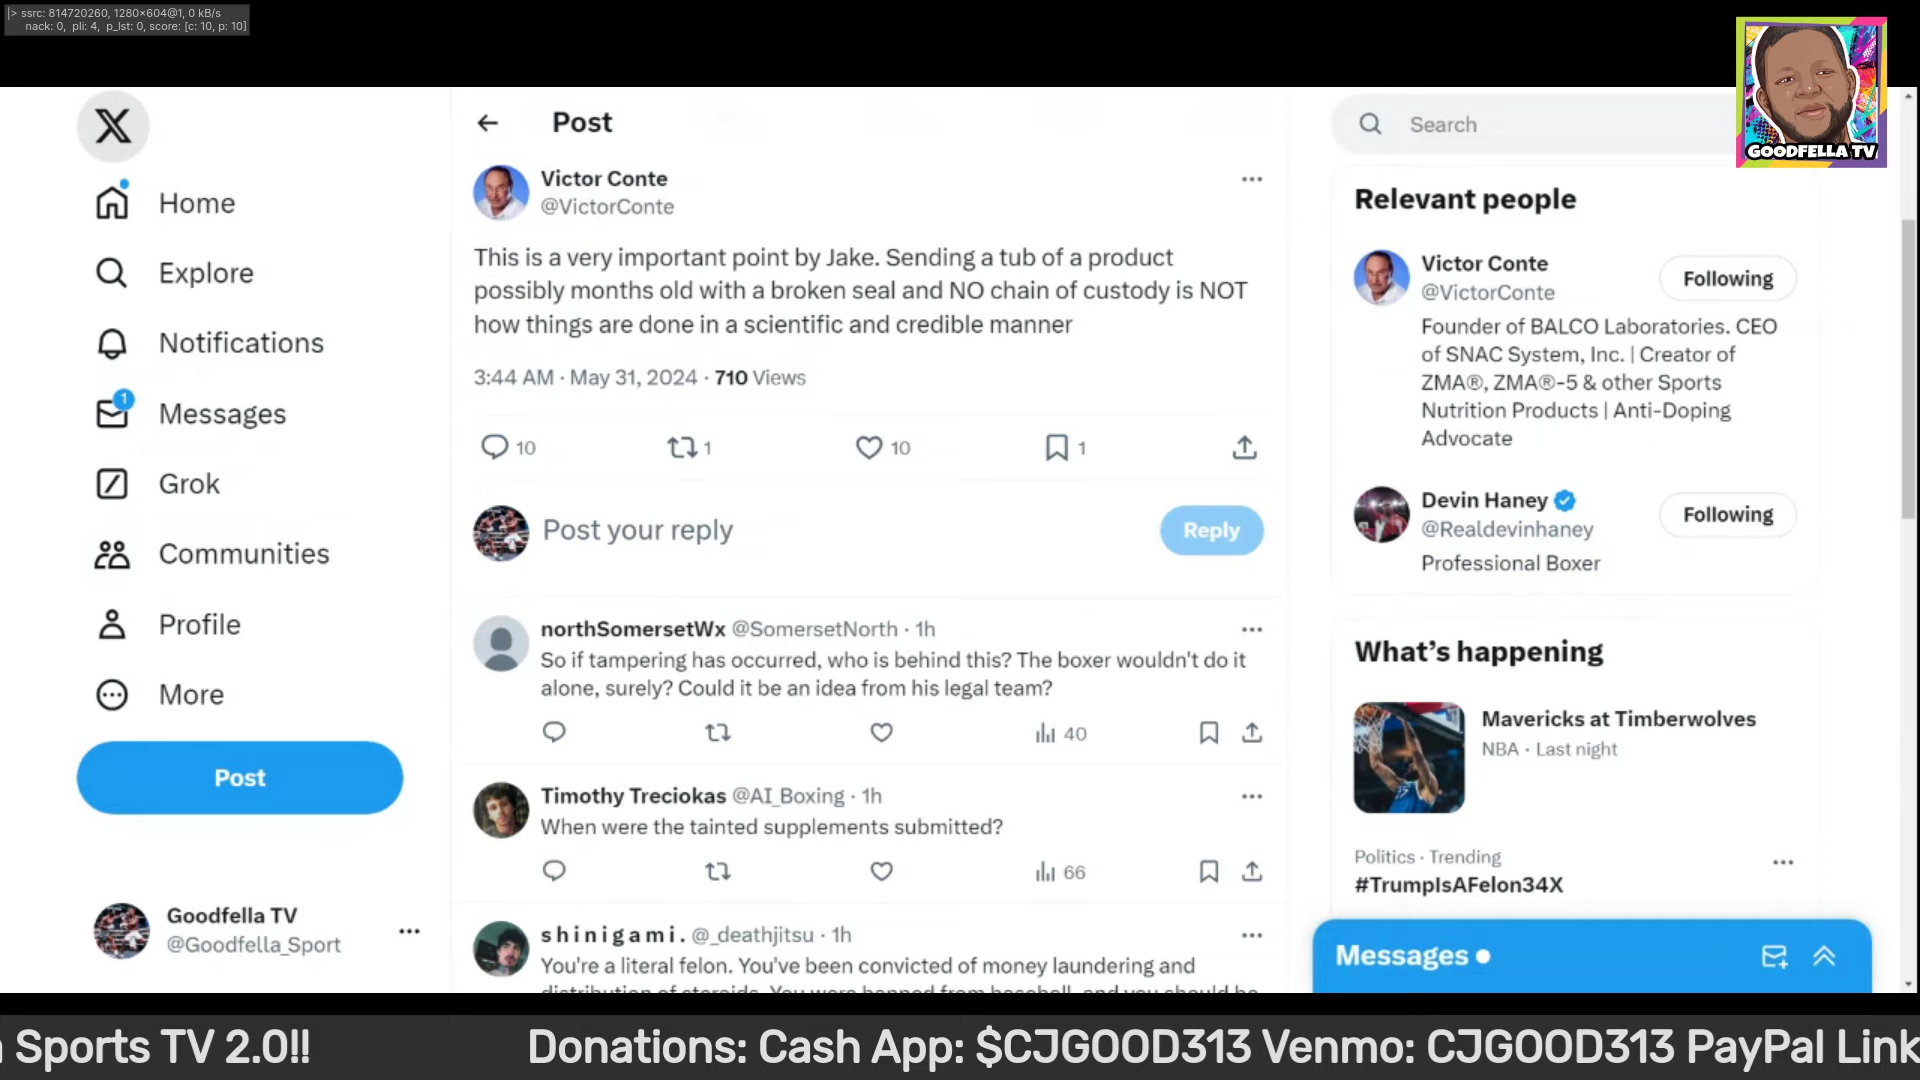 |> ssrc: 814720260, 1280×604@1, 0 kB/s
nack: 0, pli: 4, p_lst: 0, score: [c: 10, p: 10]
GOODFELLA TV
Home
Explore
Notifications
1
Messages
Grok
Communities
Profile
More
Post
Goodfella TV
@Goodfella_Sport
Post
Victor Conte
@VictorConte
This is a very important point by Jake. Sending a tub of a product
possibly months old with a broken seal and NO chain of custody is NOT
how things are done in a scientific and credible manner
3:44 AM · May 31, 2024 · 710 Views
10 1 10 1
Post your reply
Reply
northSomersetWx @SomersetNorth · 1h
So if tampering has occurred, who is behind this? The boxer wouldn't do it
alone, surely? Could it be an idea from his legal team?
40
Timothy Treciokas @AI_Boxing · 1h
When were the tainted supplements submitted?
66
s h i n i g a m i . @_deathjitsu · 1h
You're a literal felon. You've been convicted of money laundering and
distribution of steroids. You were banned from baseball, and you should be
Search
Relevant people
Victor Conte
@VictorConte
Following
Founder of BALCO Laboratories. CEO
of SNAC System, Inc. | Creator of
ZMA®, ZMA®-5 & other Sports
Nutrition Products | Anti-Doping
Advocate
Devin Haney
@Realdevinhaney
Following
Professional Boxer
What's happening
Mavericks at Timberwolves
NBA · Last night
Politics · Trending
#TrumpIsAFelon34X
Messages
Sports TV 2.0!! Donations: Cash App: $CJGOOD313 Venmo: CJGOOD313 PayPal Link